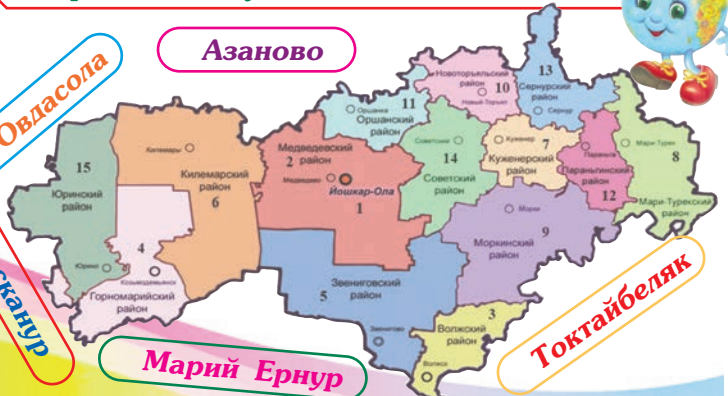 Азаново
Овдасола
13
Сернурский
район
Сернур
Новоторъяльский
район 10
Новый Торъял
11
Оршанка
Оршанский
район
Медведевский
2 район
Медведево
Йошкар-Ола
1
Советский
14
Советский
район
Куженер
7
Куженерский
район
Параньга
Параньгинский
район
12
Мари-Турек
8
Мари-Турекский
район
15
Юринский
район
Юрино
Килемары
Килемарский
район
6
4
Козьмодемьянск
Горномарийский
район
Морки
9
Моркинский
район
5
Звениговский
район
Звенигово
3
Волжский
район
Волжск
сканур
Марий Ернур
Токтайбеляк